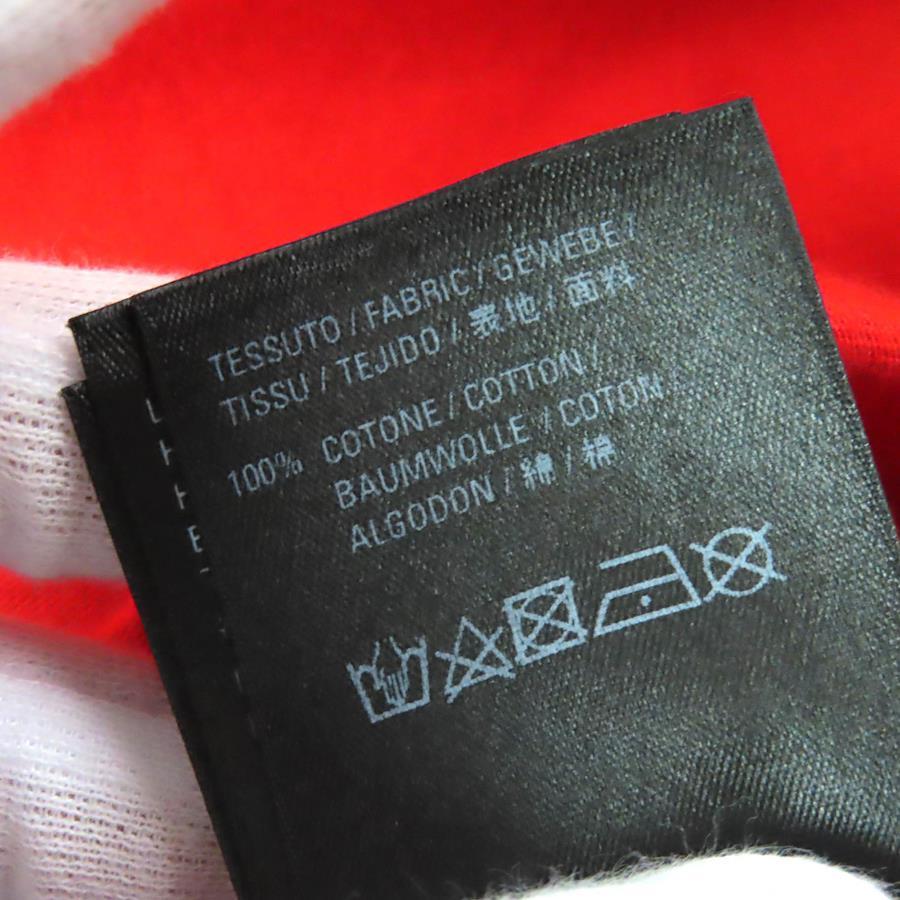 TESSUTO / FABRIC / GEWEBE /
TISSU / TEJIDO / 表地 / 面料
100% COTONE / COTTON /
BAUMWOLLE / COTON
ALGODON / 綿 / 棉